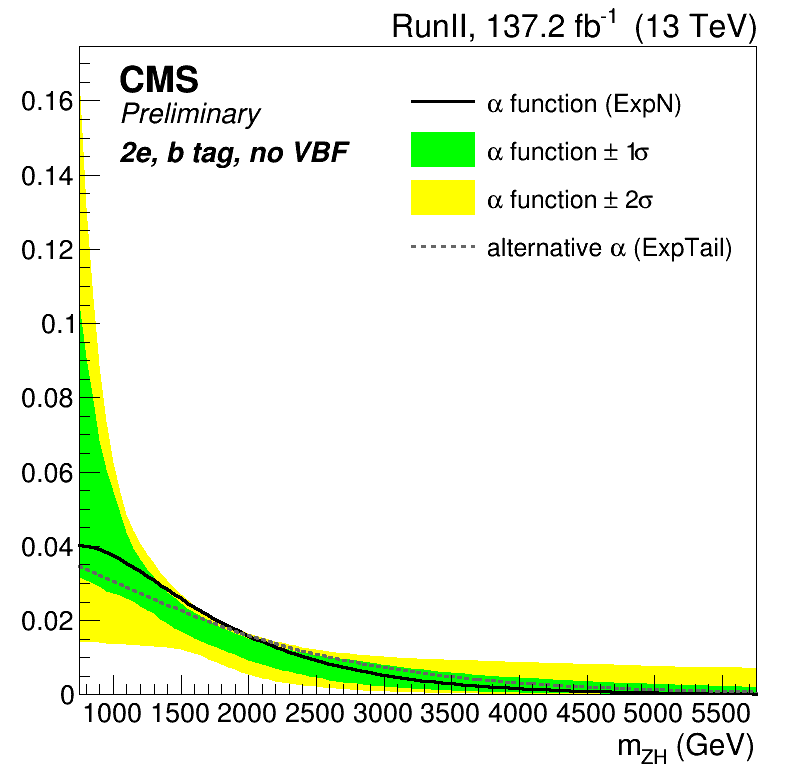 RunII, 137.2 fb-1 (13 TeV)
CMS
Preliminary
2e, b tag, no VBF
α function (ExpN)
α function ± 1σ
α function ± 2σ
alternative α (ExpTail)
0.16
0.14
0.12
0.1
0.08
0.06
0.04
0.02
0
1000 1500 2000 2500 3000 3500 4000 4500 5000 5500
mZH (GeV)